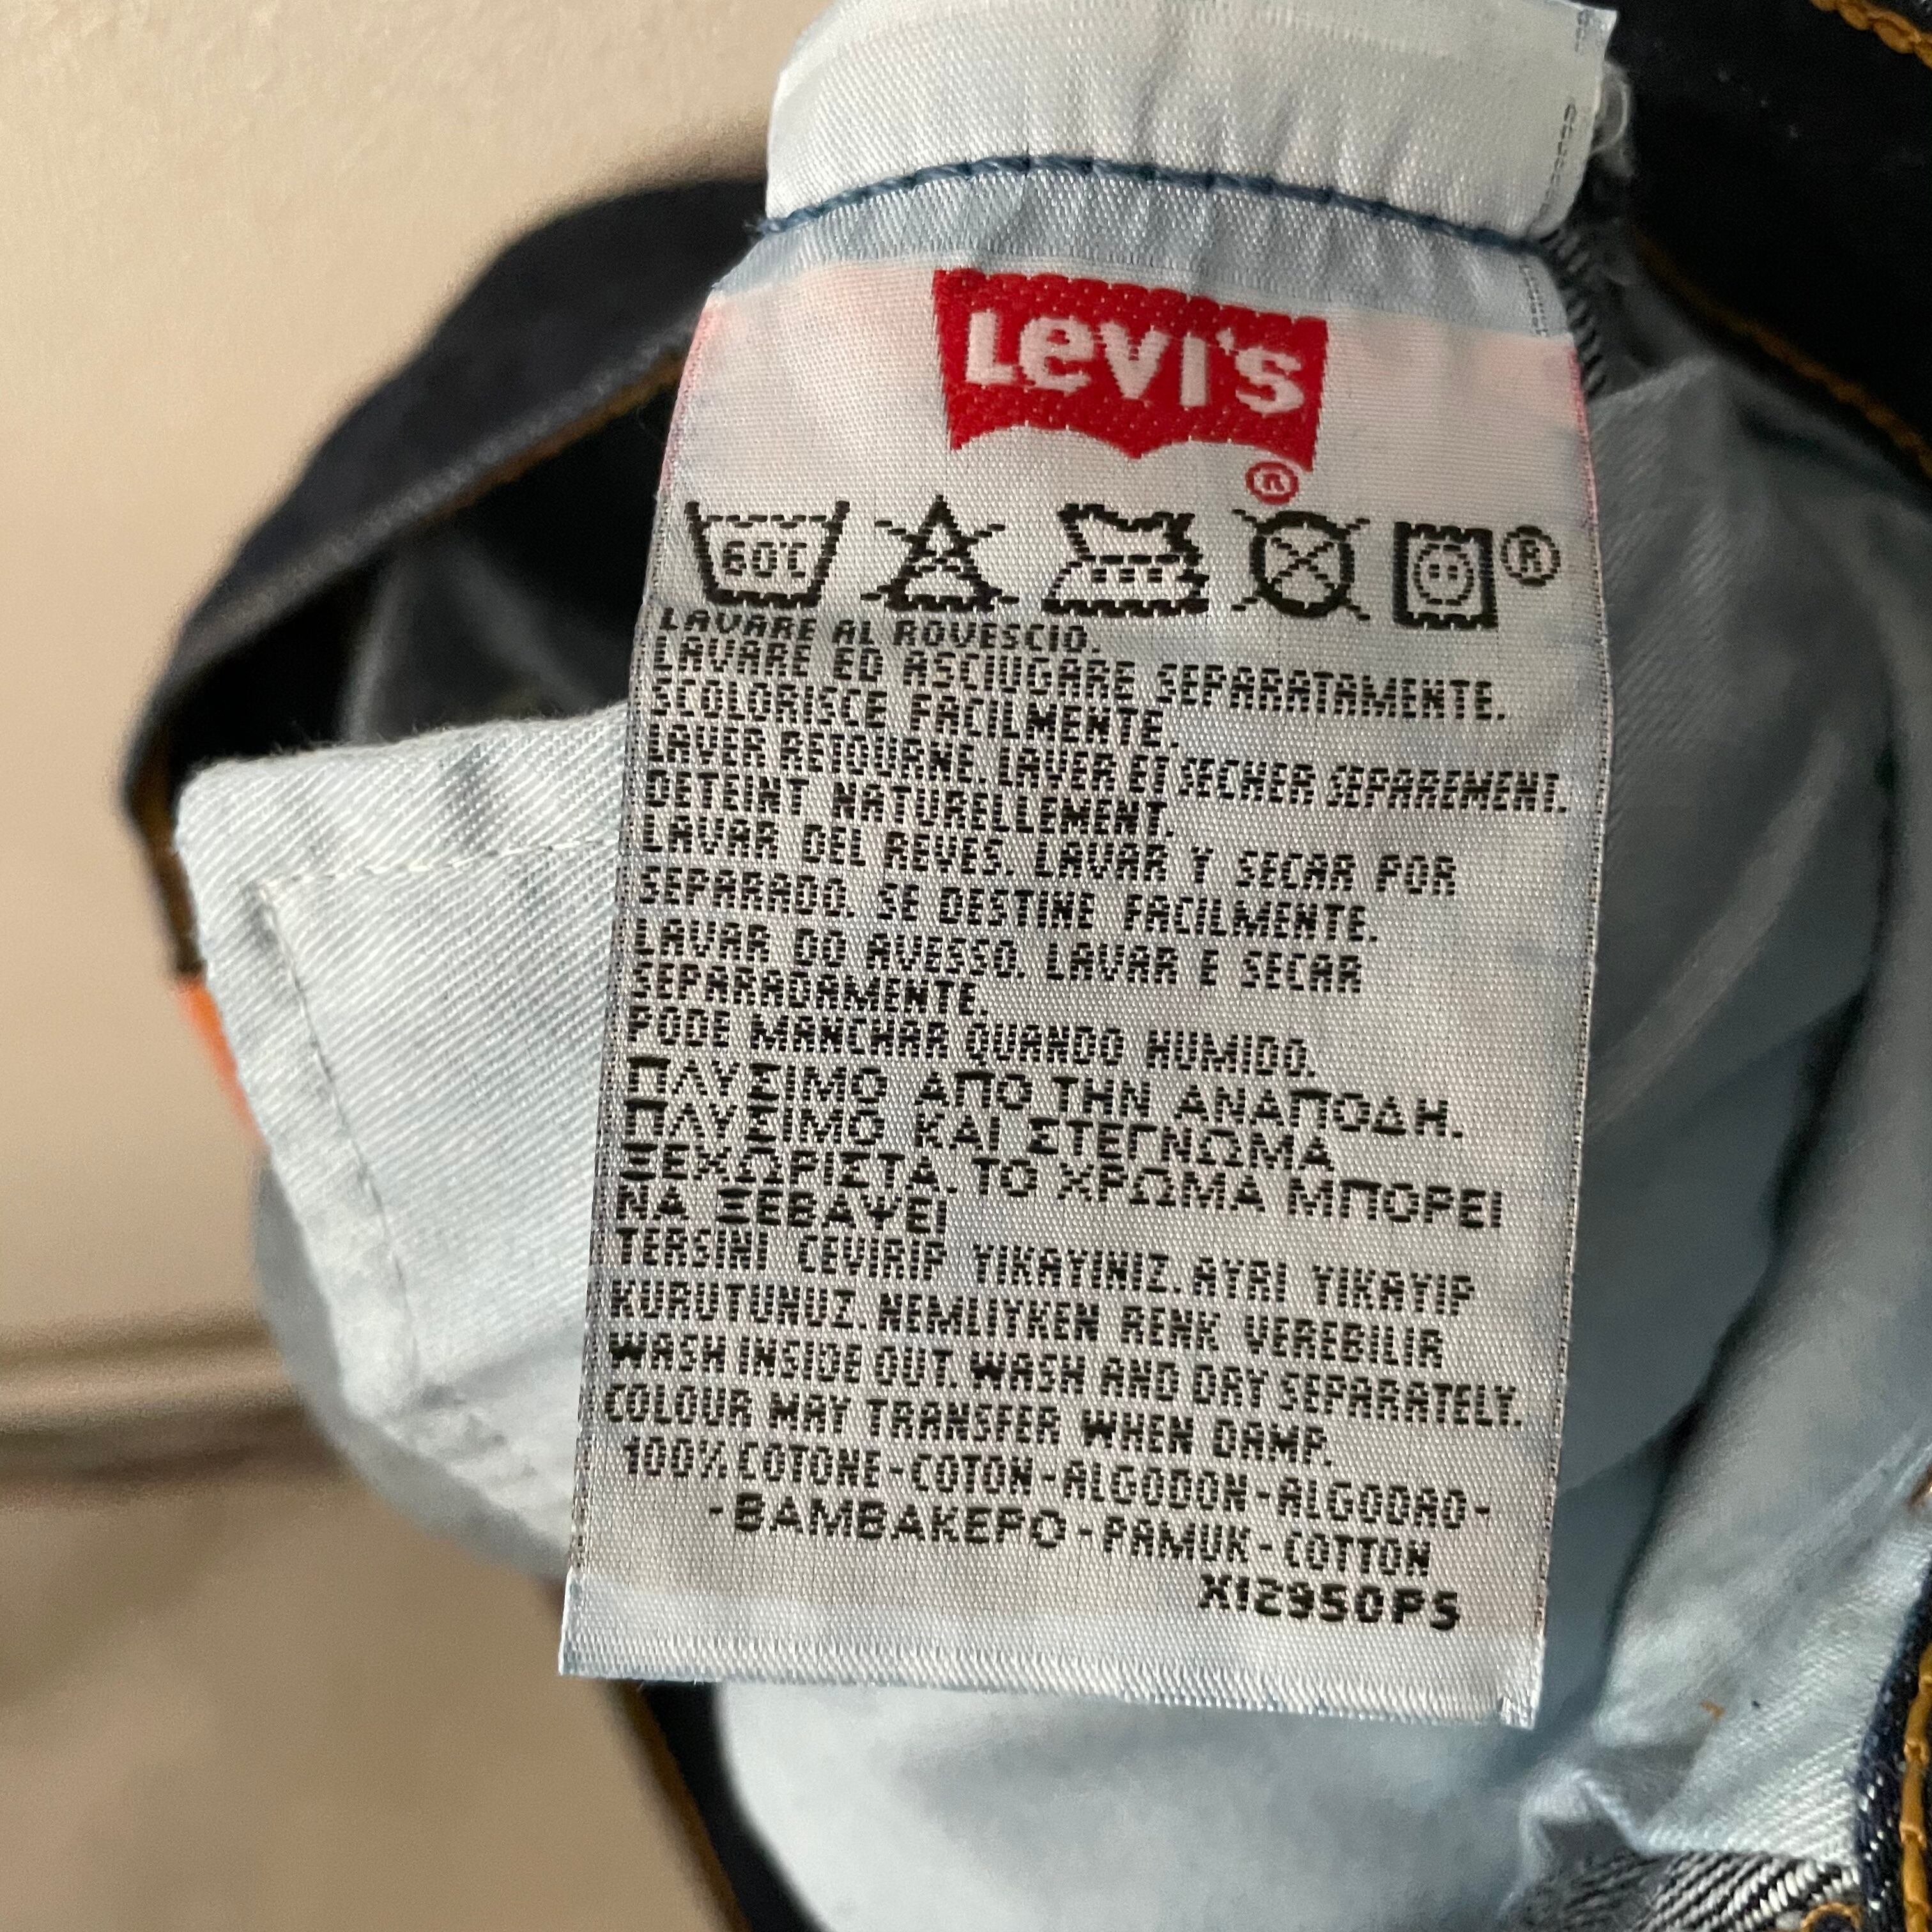 Levi's
®
60°C
®
LAVARE AL ROVESCIO.
LAVARE ED ASCIUGARE SEPARATAMENTE.
SCOLORISCE FACILMENTE.
LAVER RETOURNE. LAVER ET SECHER SEPAREMENT.
DETEINT NATURELLEMENT.
LAVAR DEL REVES. LAVAR Y SECAR POR
SEPARADO. SE DESTINE FACILMENTE.
LAVAR DO AVESSO. LAVAR E SECAR
SEPARADAMENTE.
PODE MANCHAR QUANDO HUMIDO.
ΠΛΥΣΙΜΟ ΑΠΟ ΤΗΝ ΑΝΑΠΟΔΗ.
ΠΛΥΣΙΜΟ ΚΑΙ ΣΤΕΓΝΩΜΑ
ΞΕΧΩΡΙΣΤΑ. ΤΟ ΧΡΩΜΑ ΜΠΟΡΕΙ
ΝΑ ΞΕΒΑΨΕΙ
TERSINI CEVIRIP YIKAYINIZ. AYRI YIKAYIP
KURUTUNUZ. NEMLIYKEN RENK VEREBILIR
WASH INSIDE OUT. WASH AND DRY SEPARATELY.
COLOUR MAY TRANSFER WHEN DAMP.
100% COTONE-COTON-ALGODON-ALGODAO-
-ΒΑΜΒΑΚΕΡΟ-PAMUK-COTTON
X12950PS